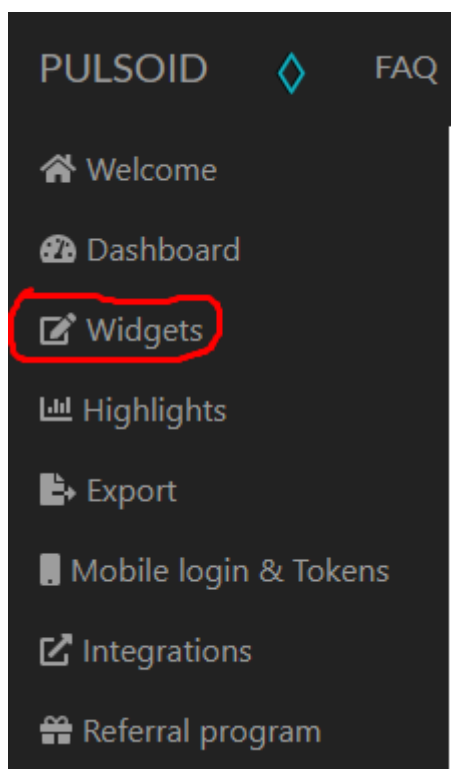 PULSOID FAQ
Welcome
Dashboard
Widgets
Highlights
Export
Mobile login & Tokens
Integrations
Referral program